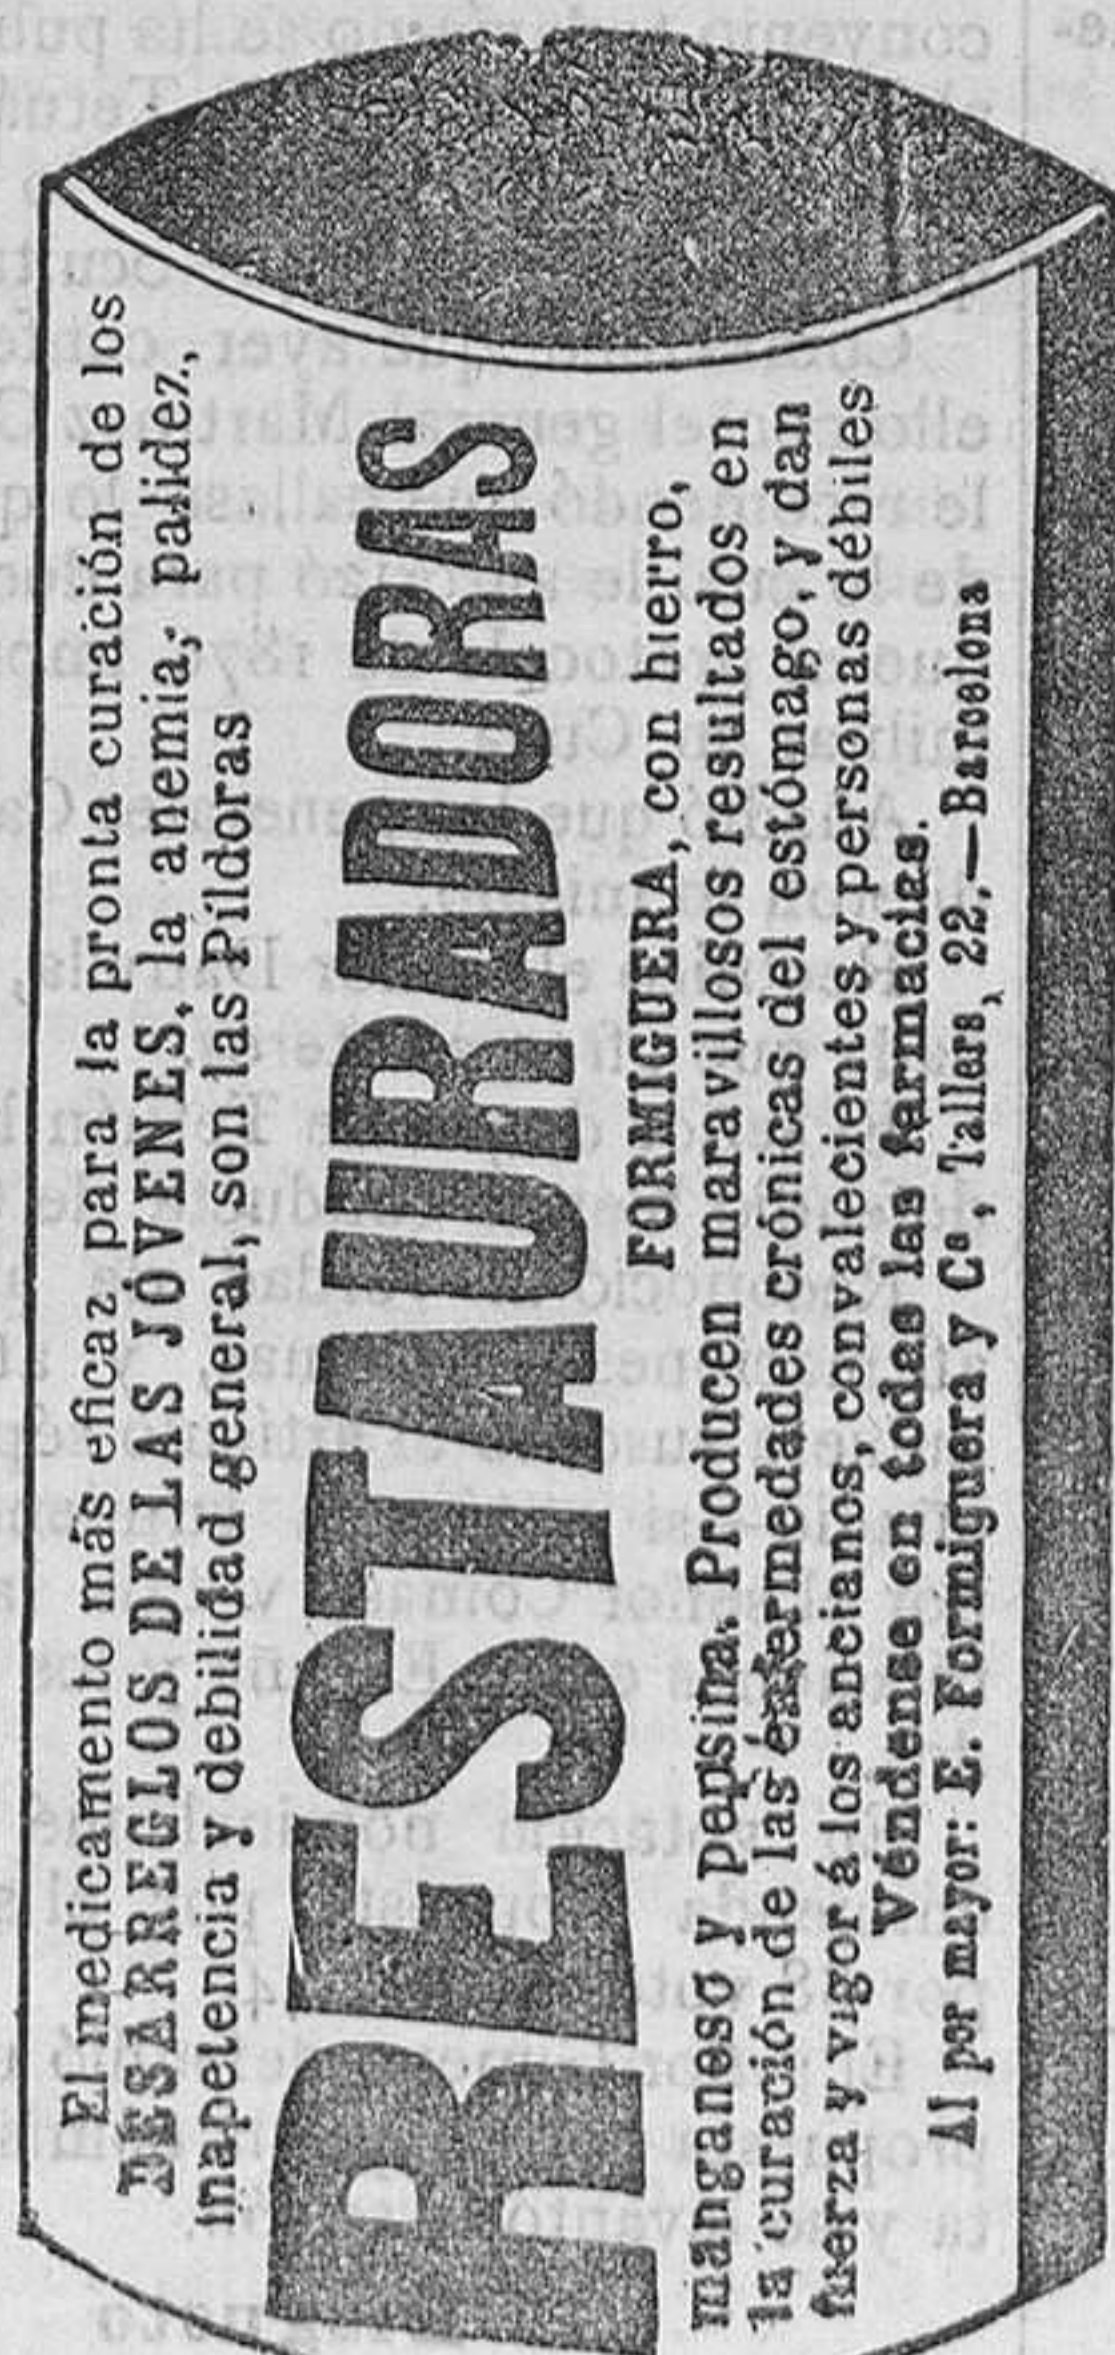 El medicamento más eficaz para la pronta curación de los
DESARREGLOS DE LAS JÓVENES, la anemia, palidez,
inapetencia y debilidad general, son las Pildoras
RESTAURADORAS
FORMIGUERA, con hierro,
manganeso y pepsina. Producen maravillosos resultados en
la curación de las enfermedades crónicas del estómago, y dan
fuerza y vigor á los ancianos, convalecientes y personas débiles
Véndense en todas las farmacias.
Al por mayor: E. Formiguera y Cª, Tallers, 22.—Barcelona